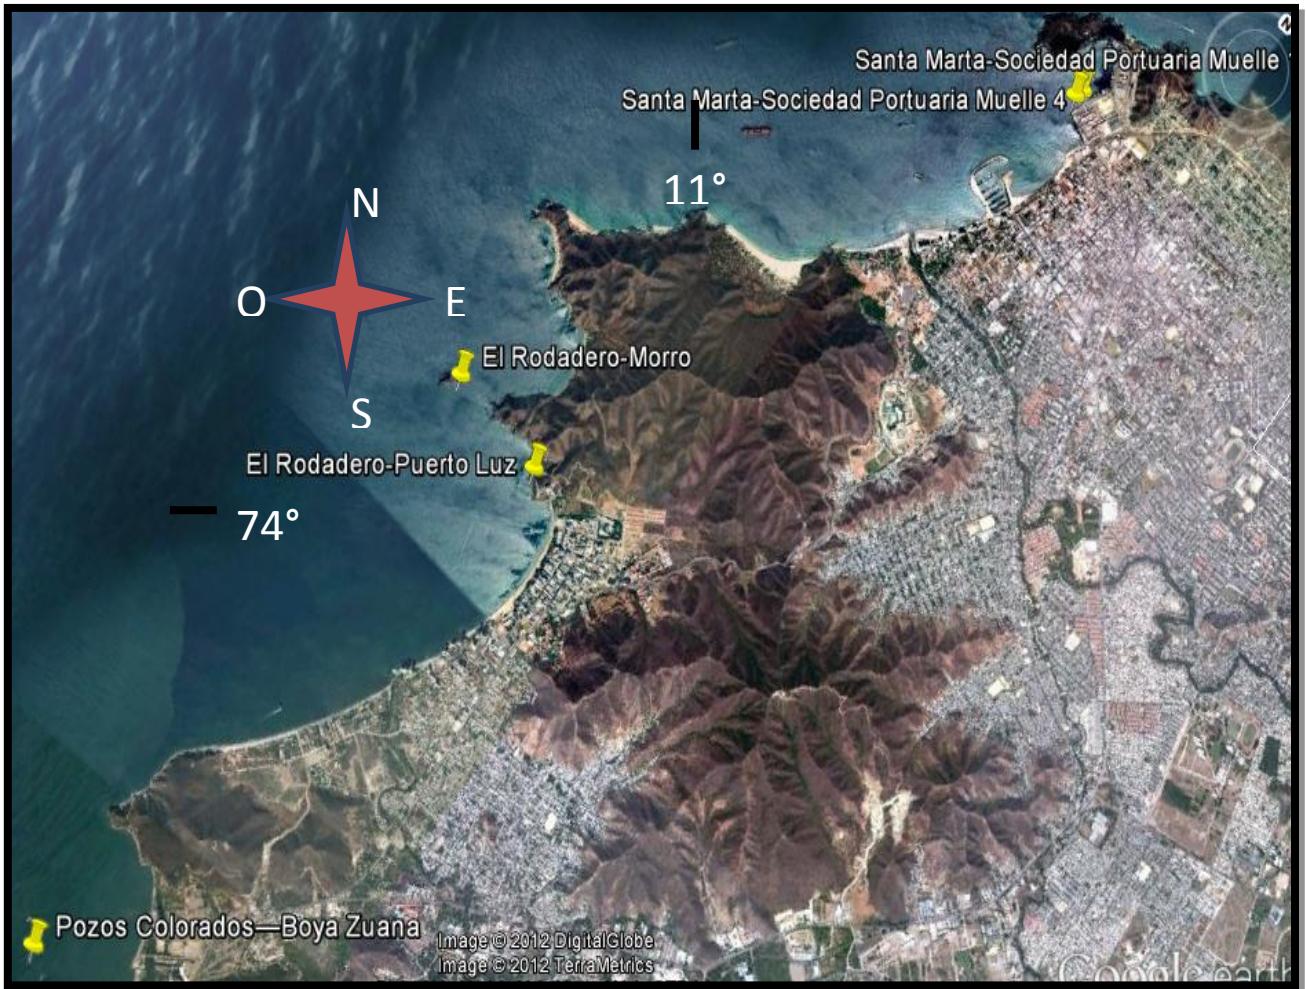 Santa Marta-Sociedad Portuaria Muelle
Santa Marta-Sociedad Portuaria Muelle 4
11°
N
O
E
S
El Rodadero-Morro
El Rodadero-Puerto Luz
74°
Pozos Colorados—Boya Zuana
Image © 2012 DigitalGlobe
Image © 2012 TerraMetrics
Google earth